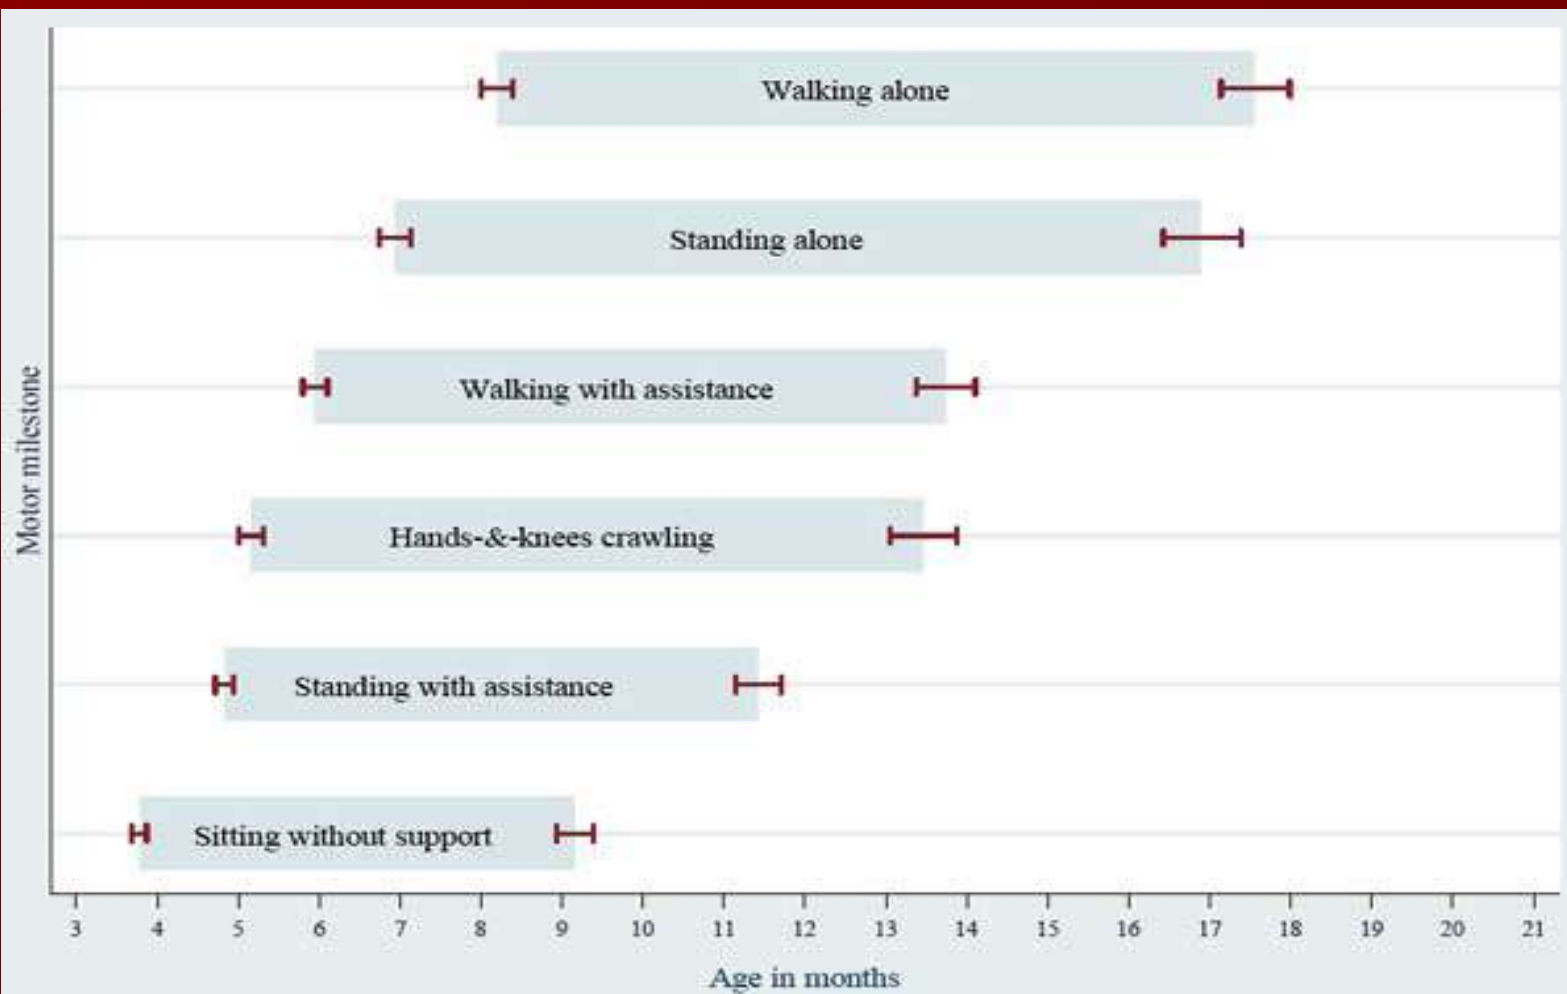 Walking alone
Standing alone
Walking with assistance
Hands-&-knees crawling
Standing with assistance
Sitting without support
Motor milestone
3 4 5 6 7 8 9 10 11 12 13 14 15 16 17 18 19 20 21
Age in months